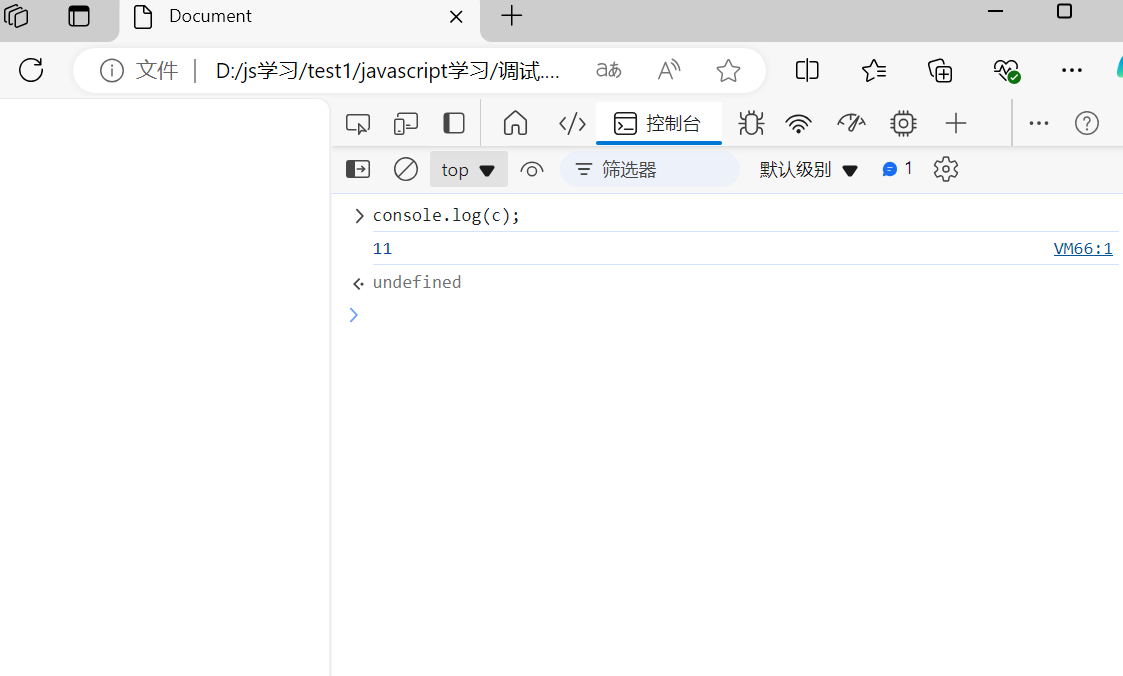 Document
文件 D:/js学习/test1/javascript学习/调试....
控制台
top 筛选器 默认级别 1
console.log(c);
11 VM66:1
undefined